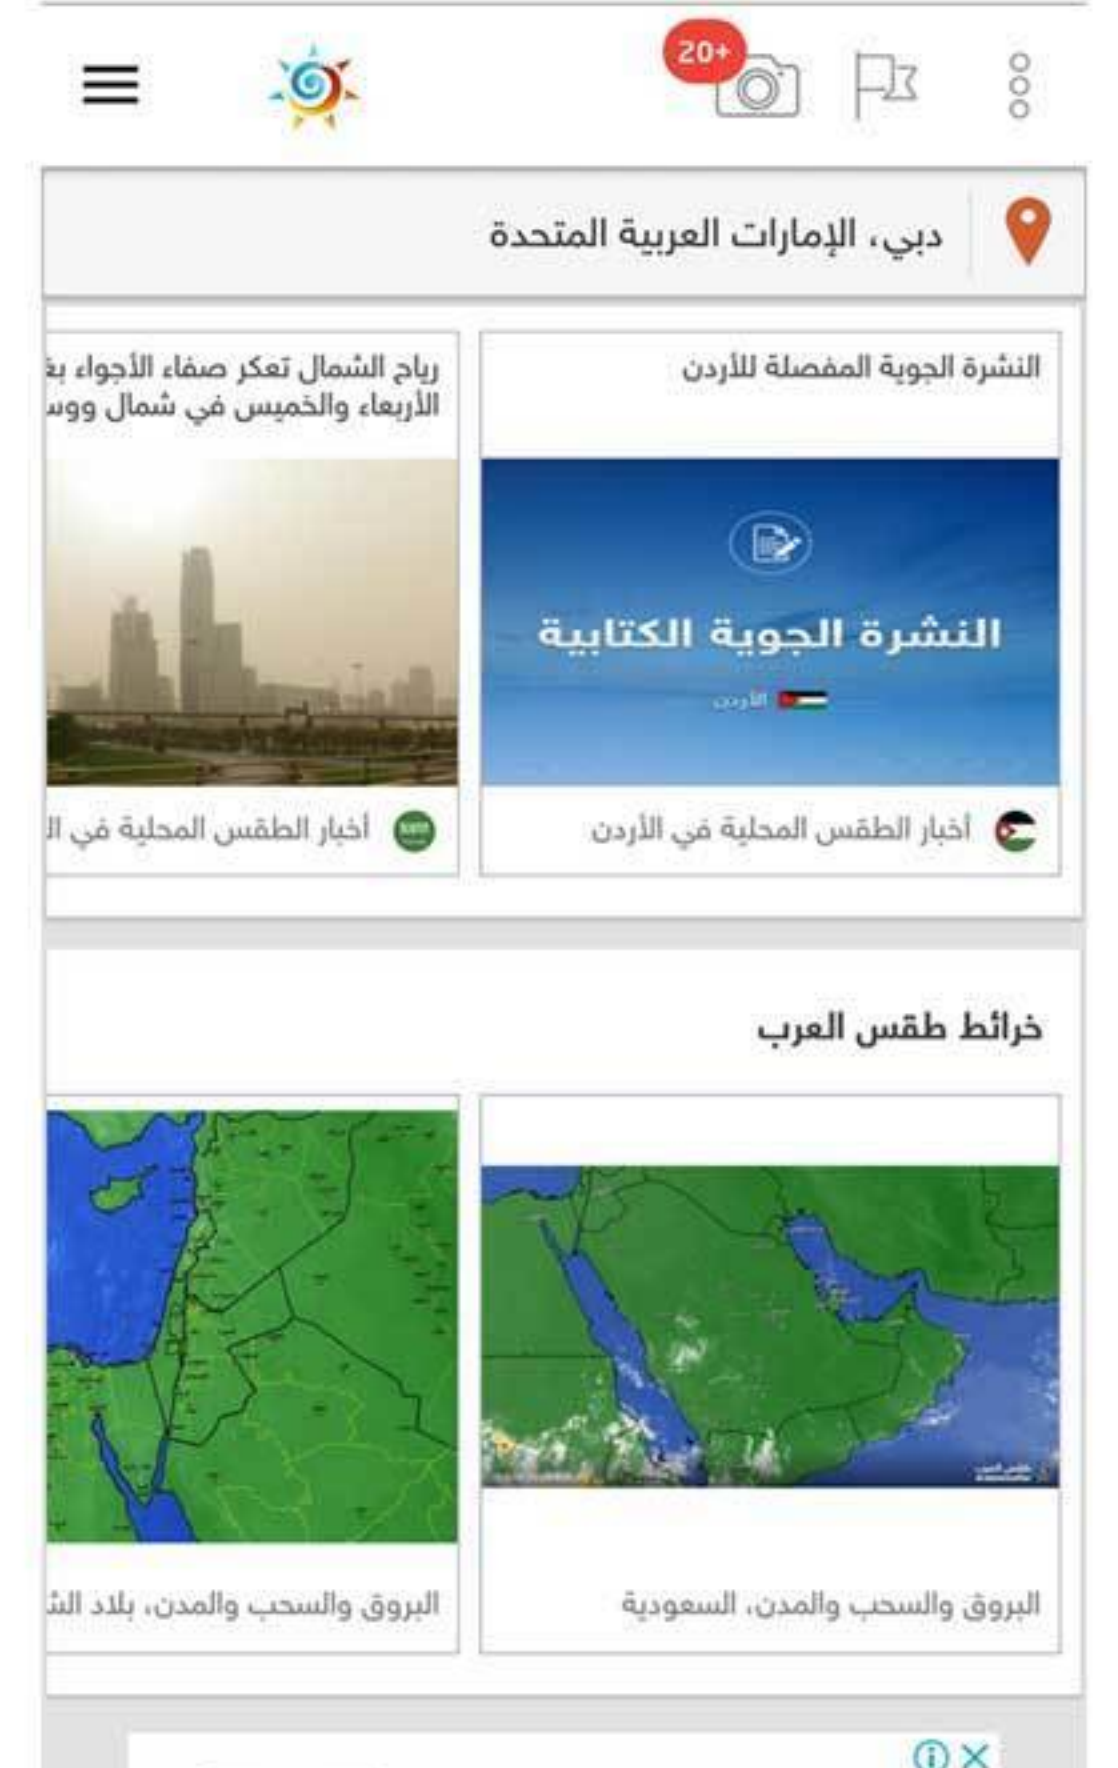 20+
دبي، الإمارات العربية المتحدة
النشرة الجوية المفصلة للأردن
النشرة الجوية الكتابية
الأردن
أخبار الطقس المحلية في الأردن
رياح الشمال تعكر صفاء الأجواء
الأربعاء والخميس في شمال
أخبار الطقس المحلية في
خرائط طقس العرب
طقس العرب
البروق والسحب والمدن، السعودية
البروق والسحب والمدن، بلاد